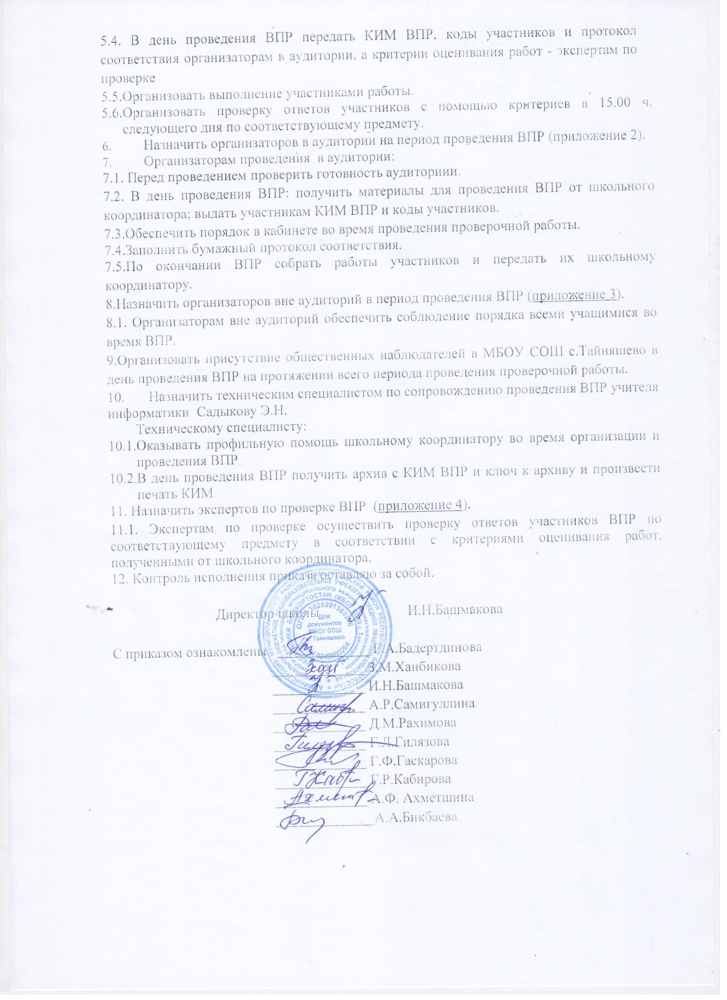 5.4. В день проведения ВПР передать КИМ ВПР, коды участников и протокол
соответствия организаторам в аудитории, а критерии оценивания работ - экспертам по
проверке
5.5.Организовать выполнение участниками работы.
5.6.Организовать проверку ответов участников с помощью критериев в 15.00 ч.
следующего дня по соответствующему предмету.
6. Назначить организаторов в аудитории на период проведения ВПР (приложение 2).
7. Организаторам проведения в аудитории:
7.1. Перед проведением проверить готовность аудиториии.
7.2. В день проведения ВПР: получить материалы для проведения ВПР от школьного
координатора; выдать участникам КИМ ВПР и коды участников.
7.3.Обеспечить порядок в кабинете во время проведения проверочной работы.
7.4.Заполнить бумажный протокол соответствия.
7.5.По окончании ВПР собрать работы участников и передать их школьному
координатору.
8.Назначить организаторов вне аудиторий в период проведения ВПР (приложение 3).
8.1. Организаторам вне аудиторий обеспечить соблюдение порядка всеми учащимися во
время ВПР.
9.Организовать присутствие общественных наблюдателей в МБОУ СОШ с.Тайняшево в
день проведения ВПР на протяжении всего периода проведения проверочной работы.
10. Назначить техническим специалистом по сопровождению проведения ВПР учителя
информатики Садыкову Э.Н.
Техническому специалисту:
10.1.Оказывать профильную помощь школьному координатору во время организации и
проведения ВПР
10.2.В день проведения ВПР получить архив с КИМ ВПР и ключ к архиву и произвести
печать КИМ
11. Назначить экспертов по проверке ВПР (приложение 4).
11.1. Экспертам по проверке осуществить проверку ответов участников ВПР по
соответствующему предмету в соответствии с критериями оценивания работ,
полученными от школьного координатора.
12. Контроль исполнения приказа оставляю за собой.
Директор школы И.Н.Башмакова
Для
документов
МБОУ СОШ
с. Тайняшево
С приказом ознакомлены Г.А.Бадертдинова
З.М.Ханбикова
И.Н.Башмакова
А.Р.Самигуллина
Д.М.Рахимова
Г.Л.Гилязова
Г.Ф.Гаскарова
Г.Р.Кабирова
А.Ф. Ахметшина
А.А.Бикбаева